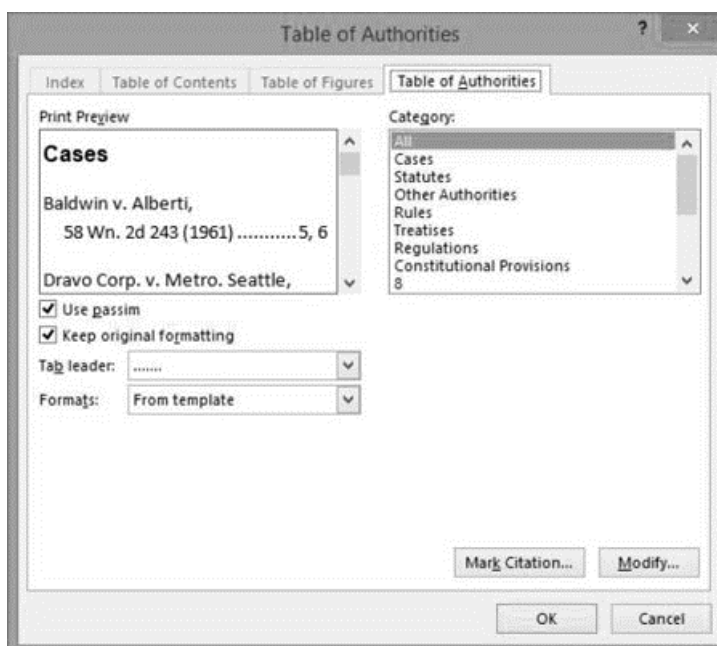 Table of Authorities
?
×
Index
Table of Contents
Table of Figures
Table of Authorities
Print Preview
Cases
Baldwin v. Alberti,
58 Wn. 2d 243 (1961) ........... 5, 6
Dravo Corp. v. Metro. Seattle,
Category:
All
Cases
Statutes
Other Authorities
Rules
Treatises
Regulations
Constitutional Provisions
8
Use passim
Keep original formatting
Tab leader:
.......
Formats:
From template
Mark Citation...
Modify...
OK
Cancel